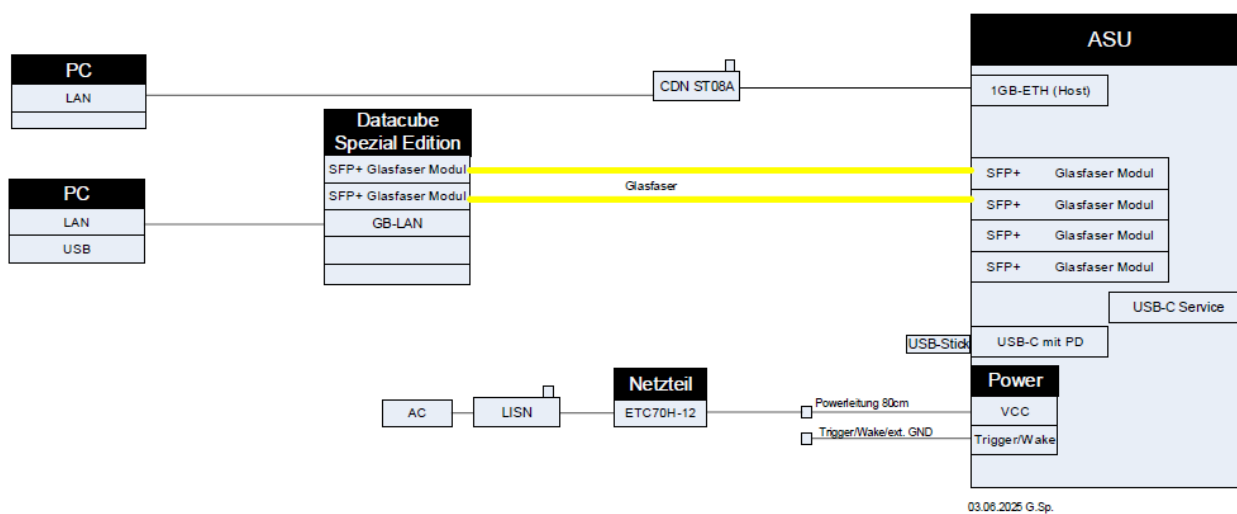 ASU
PC
LAN
CDN ST08A
1GB-ETH (Host)
Datacube
Spezial Edition
SFP+ Glasfaser Modul
SFP+ Glasfaser Modul
GB-LAN
Glasfaser
PC
LAN
USB
SFP+ Glasfaser Modul
SFP+ Glasfaser Modul
SFP+ Glasfaser Modul
SFP+ Glasfaser Modul
USB-C Service
USB-Stick
USB-C mit PD
AC
LISN
Netzteil
ETC70H-12
Powerleitung 80cm
Trigger/Wake/ext. GND
Power
VCC
Trigger/Wake
03.06.2025 G.Sp.